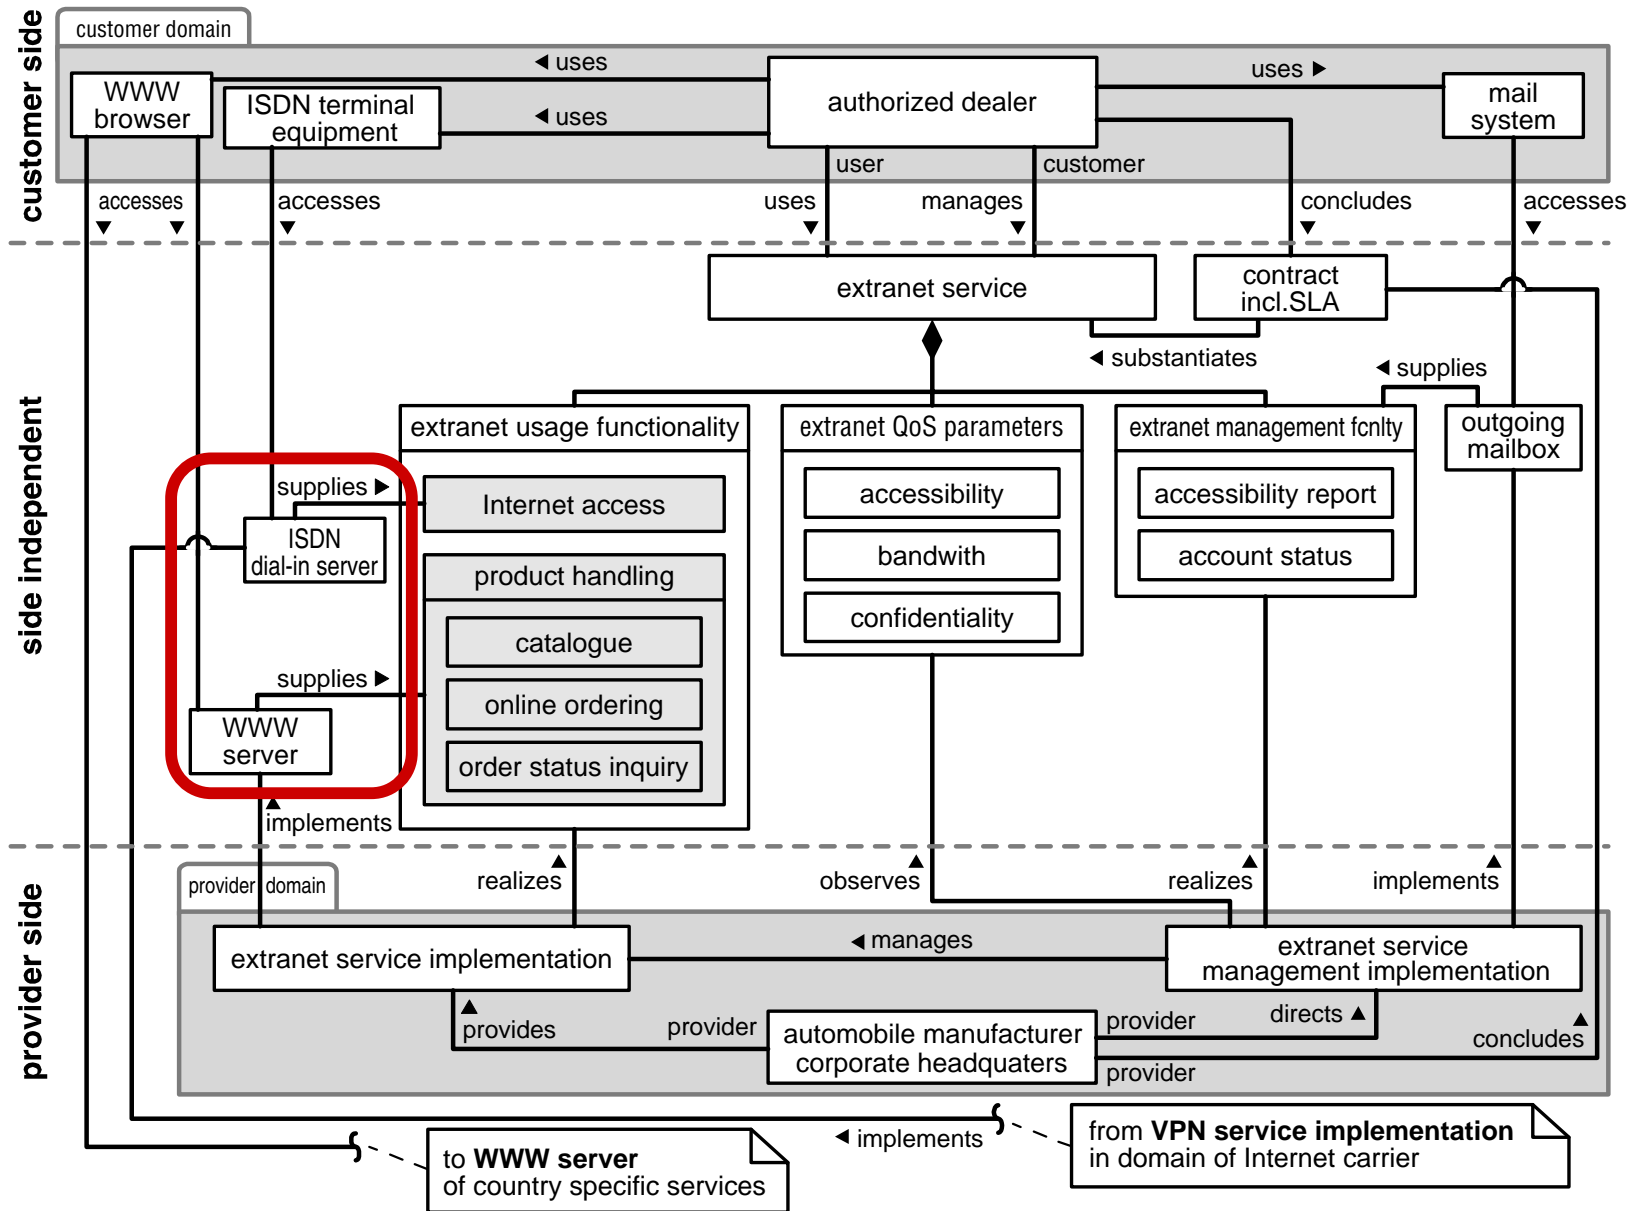 customer side
customer domain
WWW
browser
ISDN terminal
equipment
◄ uses
◄ uses
authorized dealer
uses ►
mail
system
user
customer
accesses
▼
▼
accesses
▼
uses
▼
manages
▼
concludes
▼
accesses
▼
side independent
extranet service
contract
incl.SLA
◄ substantiates
◄ supplies
extranet usage functionality
extranet QoS parameters
extranet management fcnlty
outgoing
mailbox
supplies ►
Internet access
ISDN
dial-in server
product handling
catalogue
online ordering
order status inquiry
supplies ►
WWW
server
accessibility
bandwith
confidentiality
accessibility report
account status
▲
implements
provider side
provider domain
realizes ▲
observes ▲
realizes ▲
implements ▲
extranet service implementation
◄ manages
extranet service
management implementation
▲
provides
provider
automobile manufacturer
corporate headquaters
provider
directs ▲
provider
concludes ▲
◄ implements
to WWW server
of country specific services
from VPN service implementation
in domain of Internet carrier